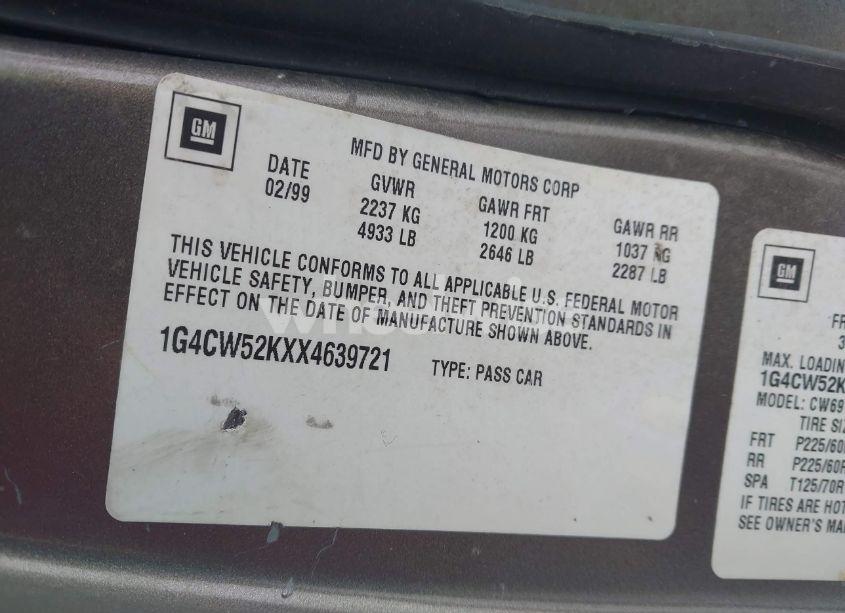 GM
MFD BY GENERAL MOTORS CORP
DATE GVWR GAWR FRT GAWR RR
02/99 2237 KG 1200 KG 1037 KG
4933 LB 2646 LB 2287 LB
THIS VEHICLE CONFORMS TO ALL APPLICABLE U.S. FEDERAL MOTOR
VEHICLE SAFETY, BUMPER, AND THEFT PREVENTION STANDARDS IN
EFFECT ON THE DATE OF MANUFACTURE SHOWN ABOVE.
1G4CW52KXX4639721 TYPE: PASS CAR
GM
FR
3
MAX. LOADIN
1G4CW52K
MODEL: CW69
TIRE SIZ
FRT P225/60R
RR P225/60R
SPA T125/70R
IF TIRES ARE HOT
SEE OWNER'S MA